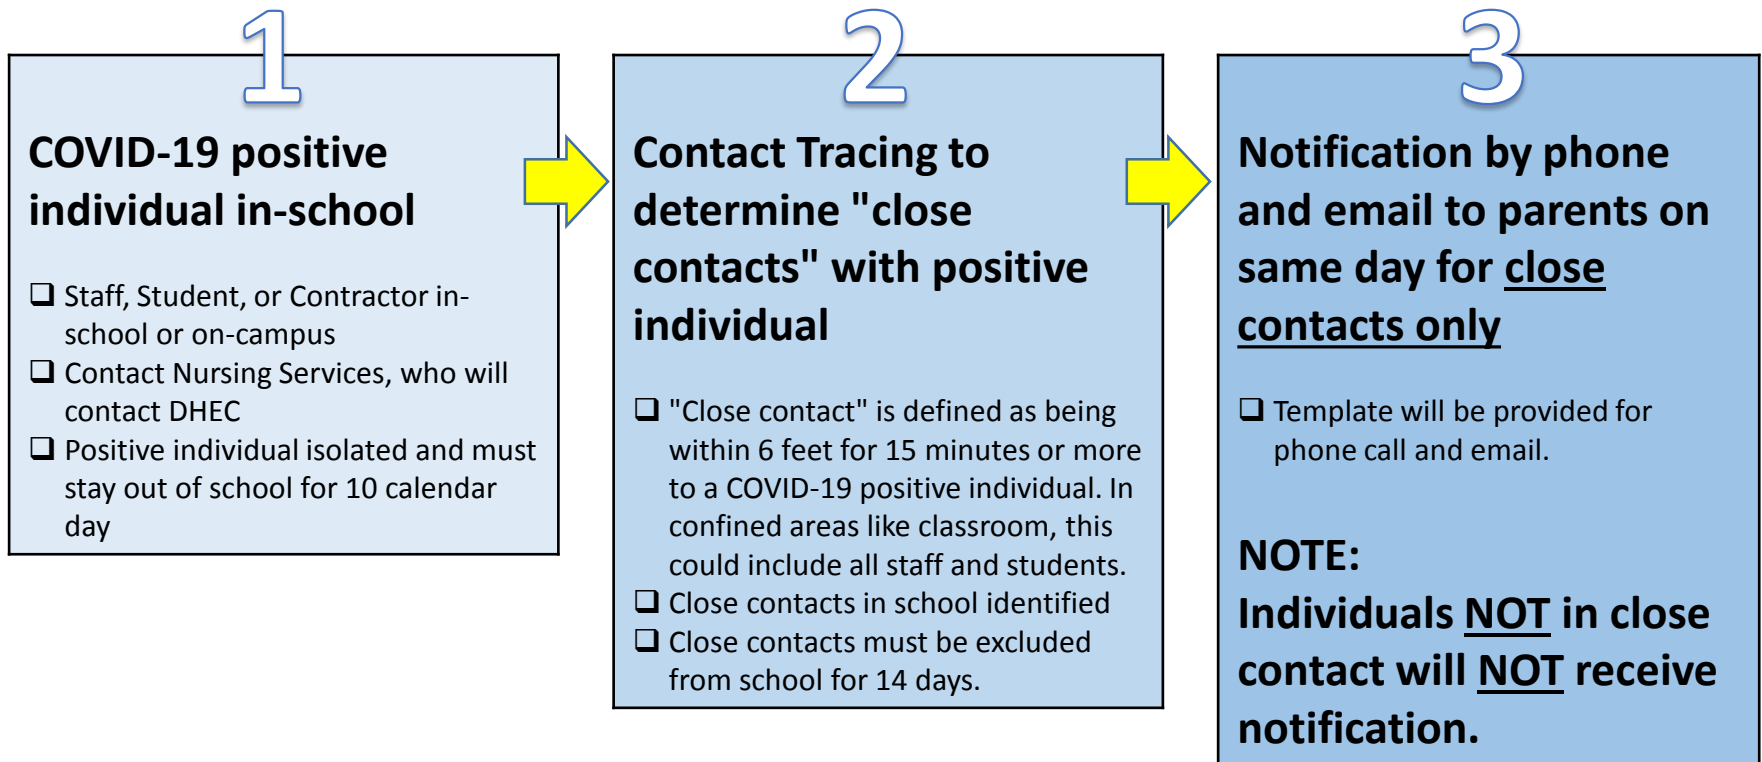 1
COVID-19 positive
individual in-school
❑ Staff, Student, or Contractor in-
school or on-campus
❑ Contact Nursing Services, who will
contact DHEC
❑ Positive individual isolated and must
stay out of school for 10 calendar
day
2
Contact Tracing to
determine "close
contacts" with positive
individual
❑ "Close contact" is defined as being
within 6 feet for 15 minutes or more
to a COVID-19 positive individual. In
confined areas like classroom, this
could include all staff and students.
❑ Close contacts in school identified
❑ Close contacts must be excluded
from school for 14 days.
3
Notification by phone
and email to parents on
same day for close
contacts only
❑ Template will be provided for
phone call and email.
NOTE:
Individuals NOT in close
contact will NOT receive
notification.